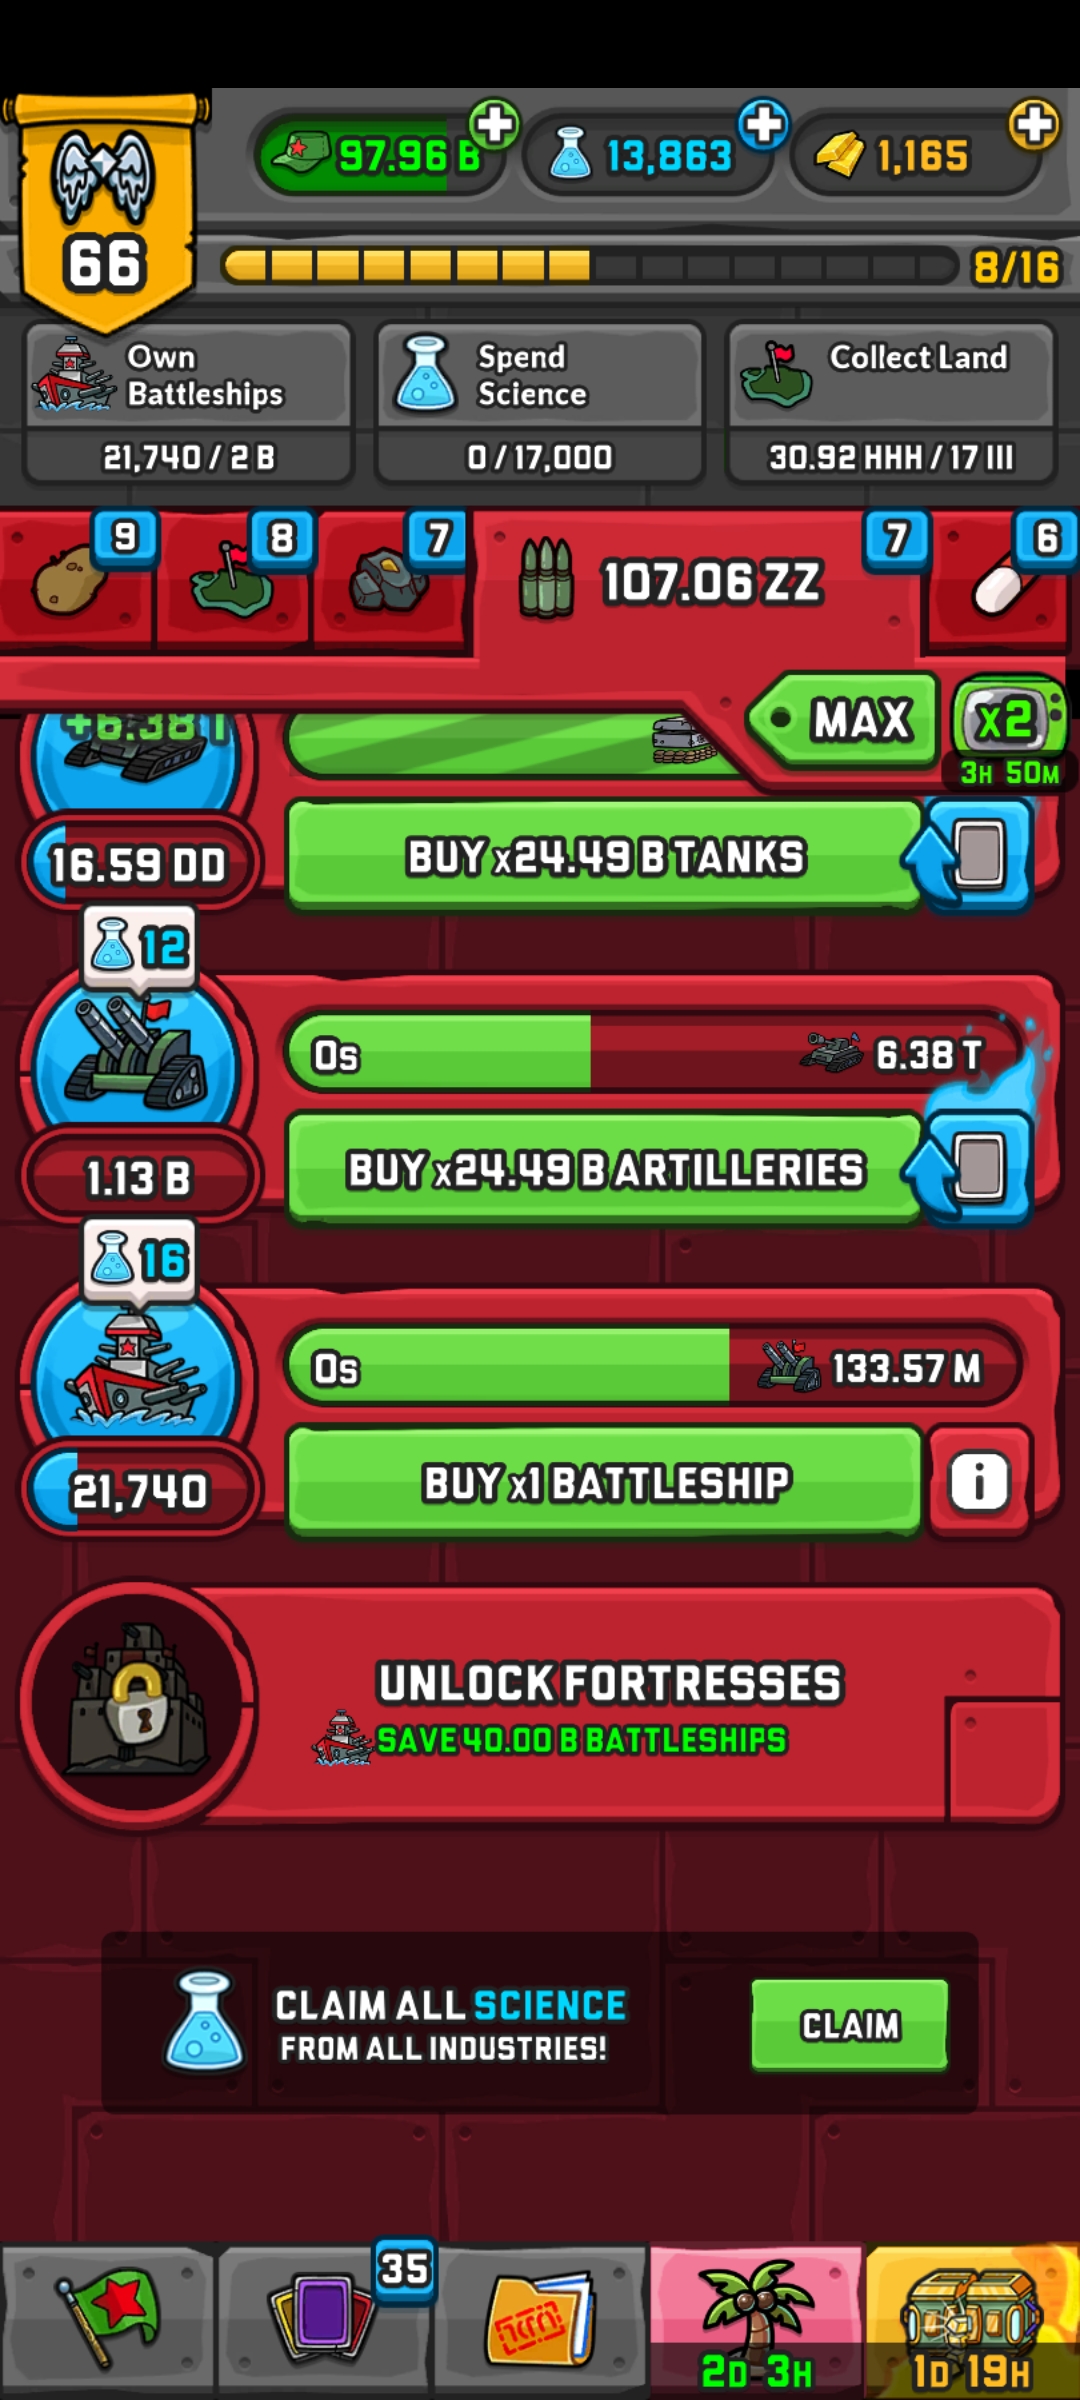 97.96 B
13,863
1,165
66
8/16
Own
Battleships
21,740 / 2 B
Spend
Science
0 / 17,000
Collect Land
30.92 HHH / 17 III
9
8
7
107.06 ZZ
7
6
MAX
x2
3H 50M
+6.38 T
16.59 DD
BUY x24.49 B TANKS
12
0s
6.38 T
1.13 B
BUY x24.49 B ARTILLERIES
16
0s
133.57 M
21,740
BUY x1 BATTLESHIP
i
UNLOCK FORTRESSES
SAVE 40.00 B BATTLESHIPS
CLAIM ALL SCIENCE
FROM ALL INDUSTRIES!
CLAIM
35
2D 3H
1D 19H